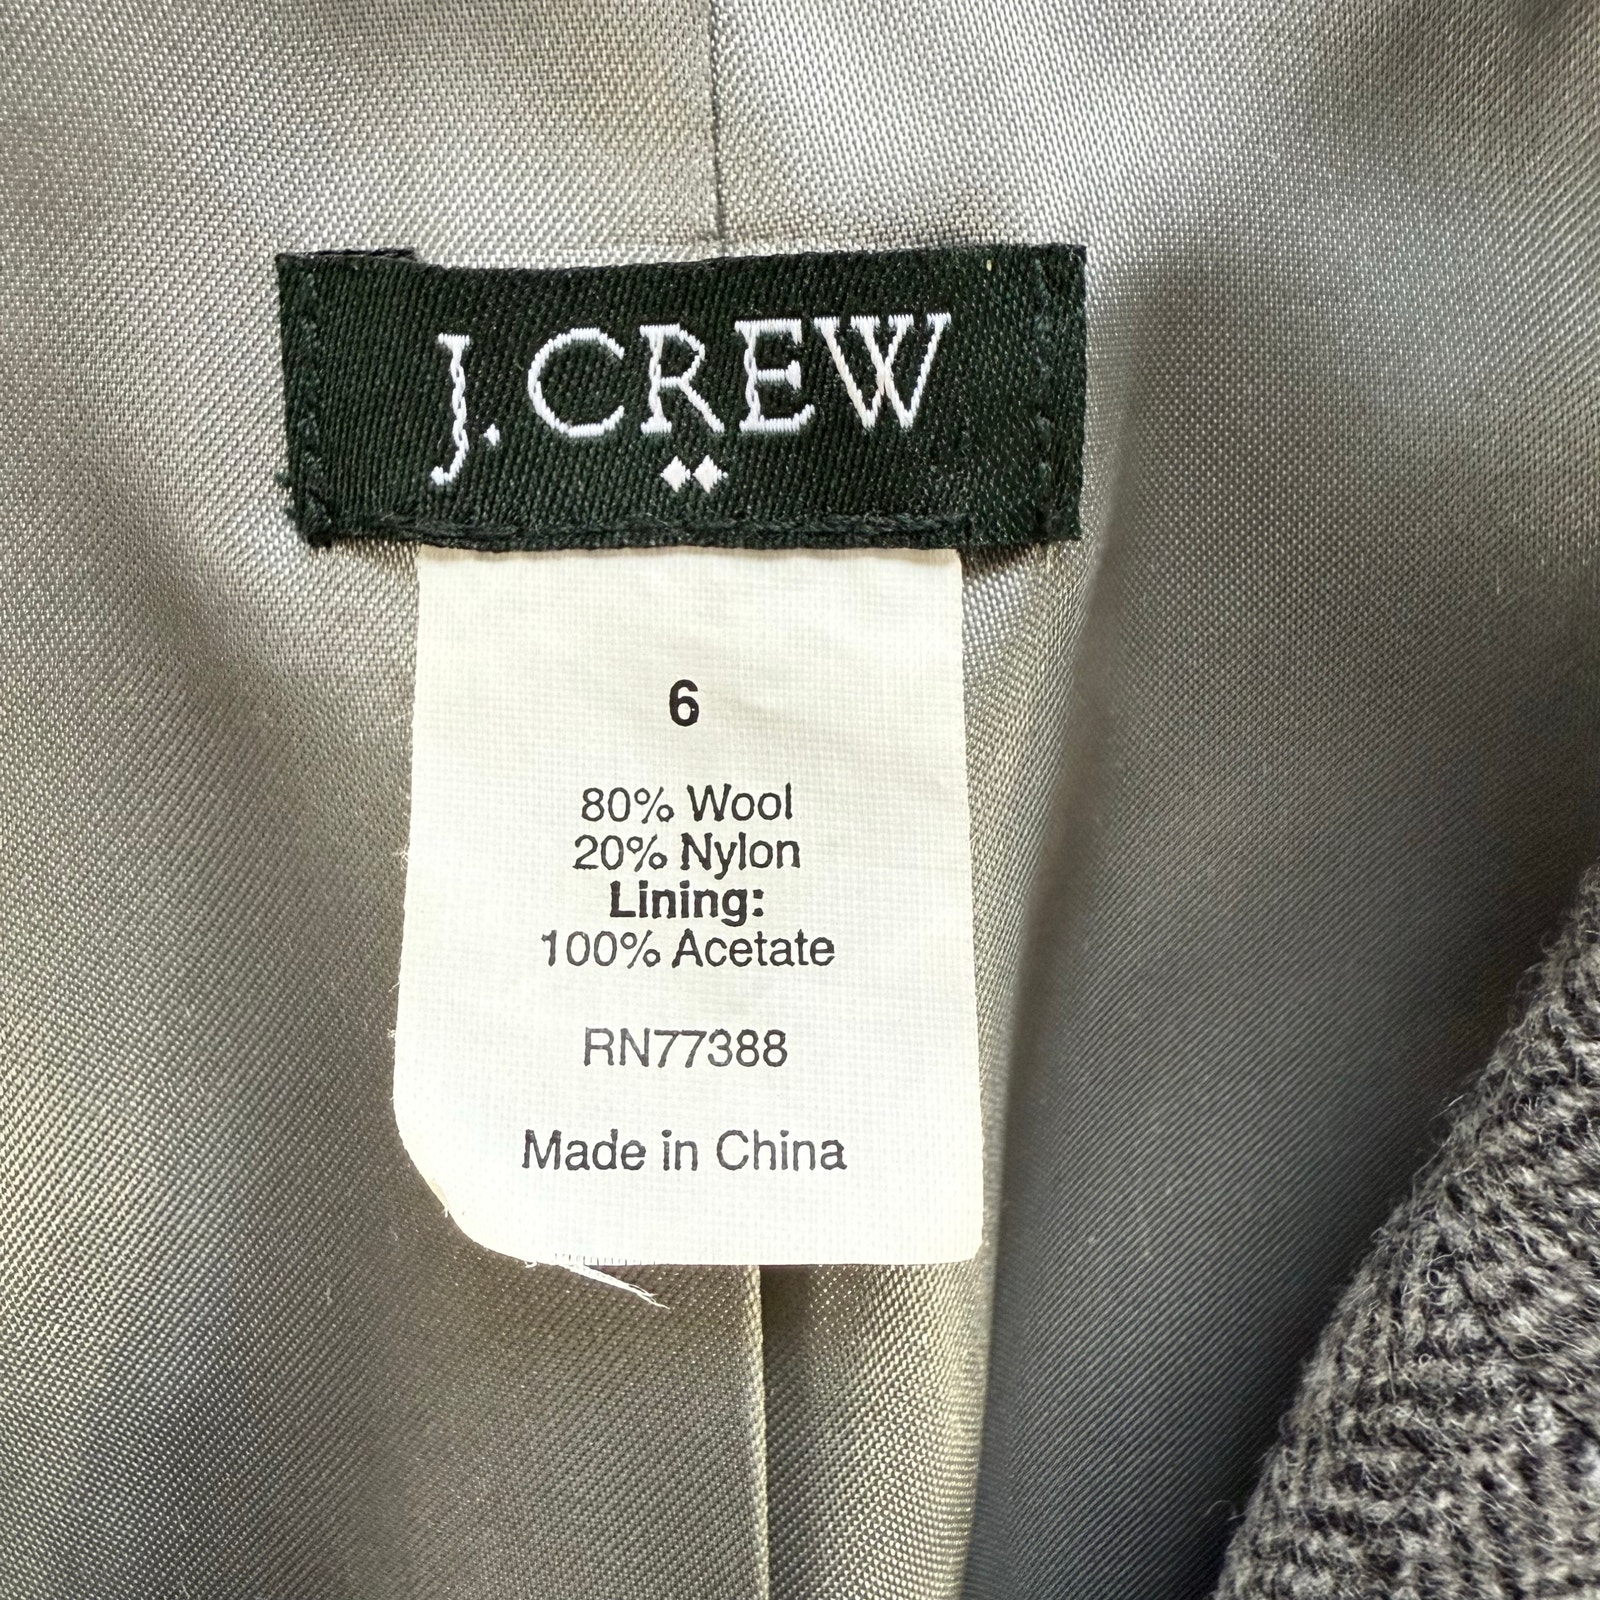 J. CREW
6
80% Wool
20% Nylon
Lining:
100% Acetate
RN77388
Made in China